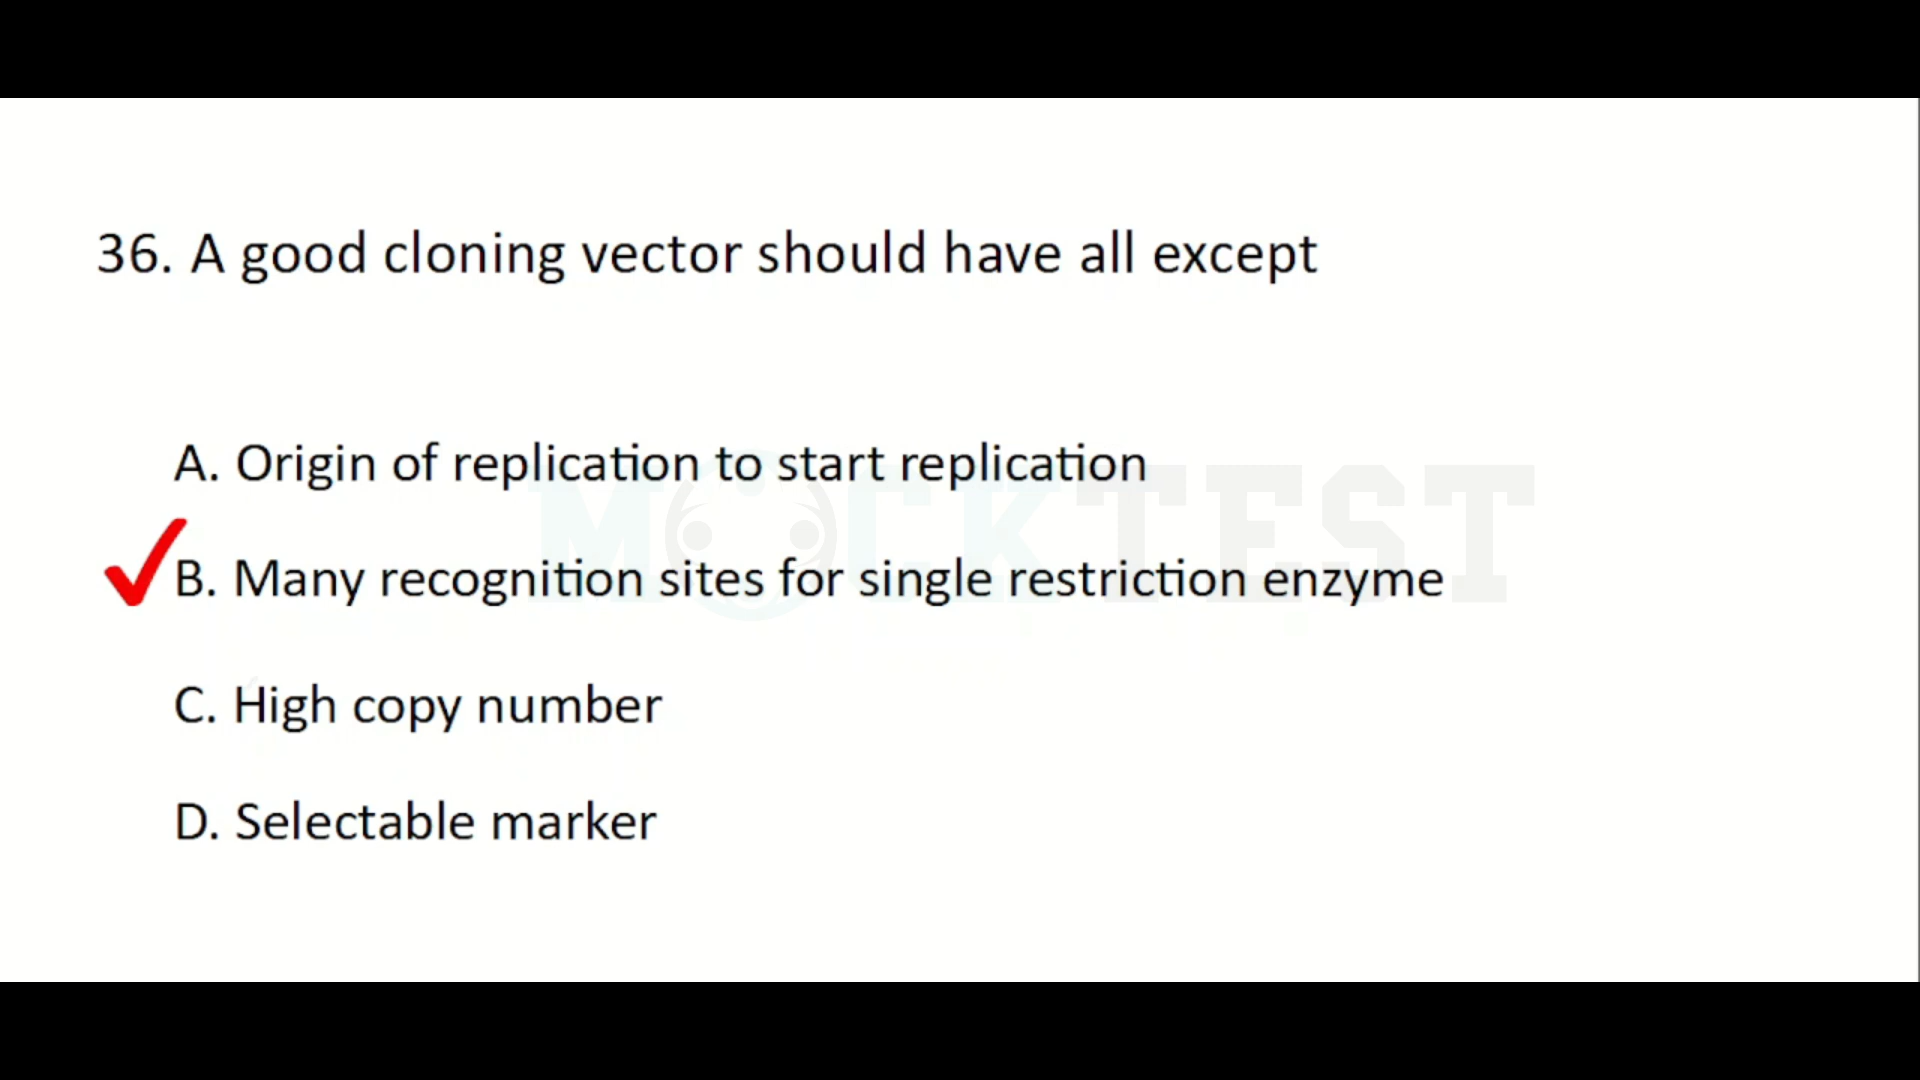 36. A good cloning vector should have all except
A. Origin of replication to start replication
MOCKTEST
B. Many recognition sites for single restriction enzyme
C. High copy number
D. Selectable marker